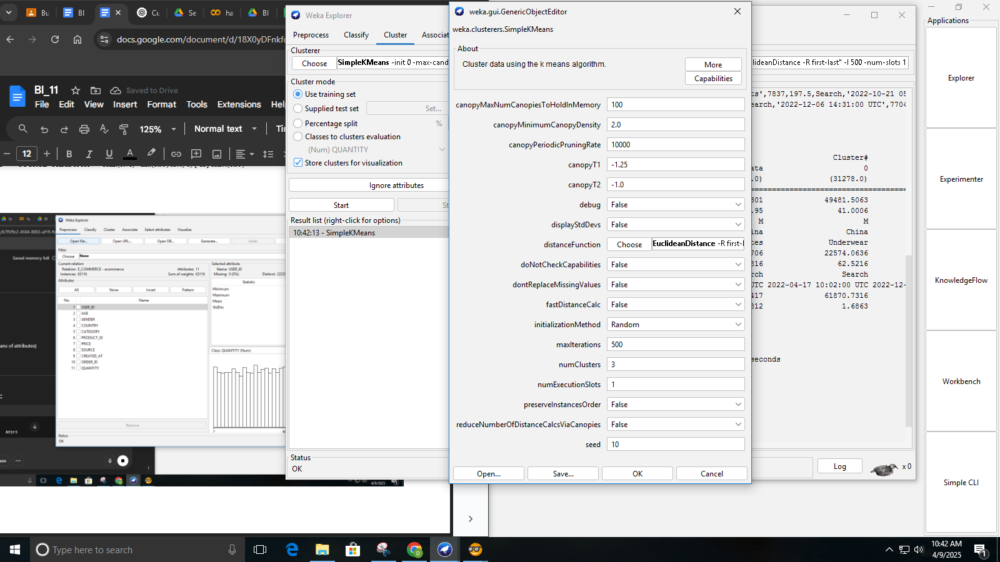 Bu
BI
Cu
Se
ha
BI
docs.google.com/document/d/18X0yDFnkf
BI_11
Saved to Drive
File Edit View Insert Format Tools Extensions Hel
125%
Normal text
12
B I U A
Saved memory full
Weka Explorer
Preprocess Classify Cluster Associate Select attributes Visualize
Open file... Open URL... Open DB... Generate... Undo
Filter
Choose None
Current relation
Relation: E_COMMERCE - ecommerce
Attributes: 11
Instances: 63116
Sum of weights: 63116
Selected attribute
Name: USER_ID
Missing: 0 (0%)
Attributes
All None Invert Pattern
No. Name
1 USER_ID
2 AGE
3 GENDER
4 COUNTRY
5 CATEGORY
6 PRODUCT_ID
7 PRICE
8 SOURCE
9 CREATED_AT
10 ORDER_ID
11 QUANTITY
Statistic
Minimum
Maximum
Mean
StdDev
Class: QUANTITY (Num)
Remove
Status
OK
ans of attributes)
Attr3
4/9/2025
Weka Explorer
Preprocess Classify Cluster Associat
Clusterer
Choose SimpleKMeans -init 0 -max-cand
lideanDistance -R first-last" -I 500 -num-slots 1
Cluster mode
Use training set
Supplied test set Set...
Percentage split %
Classes to clusters evaluation
(Num) QUANTITY
Store clusters for visualization
Ignore attributes
Start
St
Result list (right-click for options)
10:42:13 - SimpleKMeans
Status
OK
Log
x 0
weka.gui.GenericObjectEditor
weka.clusterers.SimpleKMeans
About
Cluster data using the k means algorithm.
More
Capabilities
canopyMaxNumCanopiesToHoldInMemory 100
canopyMinimumCanopyDensity 2.0
canopyPeriodicPruningRate 10000
canopyT1 -1.25
canopyT2 -1.0
debug False
displayStdDevs False
distanceFunction Choose EuclideanDistance -R first-l
doNotCheckCapabilities False
dontReplaceMissingValues False
fastDistanceCalc False
initializationMethod Random
maxIterations 500
numClusters 3
numExecutionSlots 1
preserveInstancesOrder False
reduceNumberOfDistanceCalcsViaCanopies False
seed 10
Open... Save... OK Cancel
ts',7837,197.5,Search,'2022-10-21 05
earch,'2022-12-06 14:31:00 UTC',7704
Cluster#
ata 0
.0) (31278.0)
301 49481.5063
.95 41.0006
M M
ina China
tes Underwear
706 22574.0636
816 62.5216
rch Search
UTC 2022-04-17 10:02:00 UTC 2022-12-
417 61870.7316
312 1.6863
seconds
Applications
Explorer
Experimenter
KnowledgeFlow
Workbench
Simple CLI
Type here to search
10:42 AM
4/9/2025
1